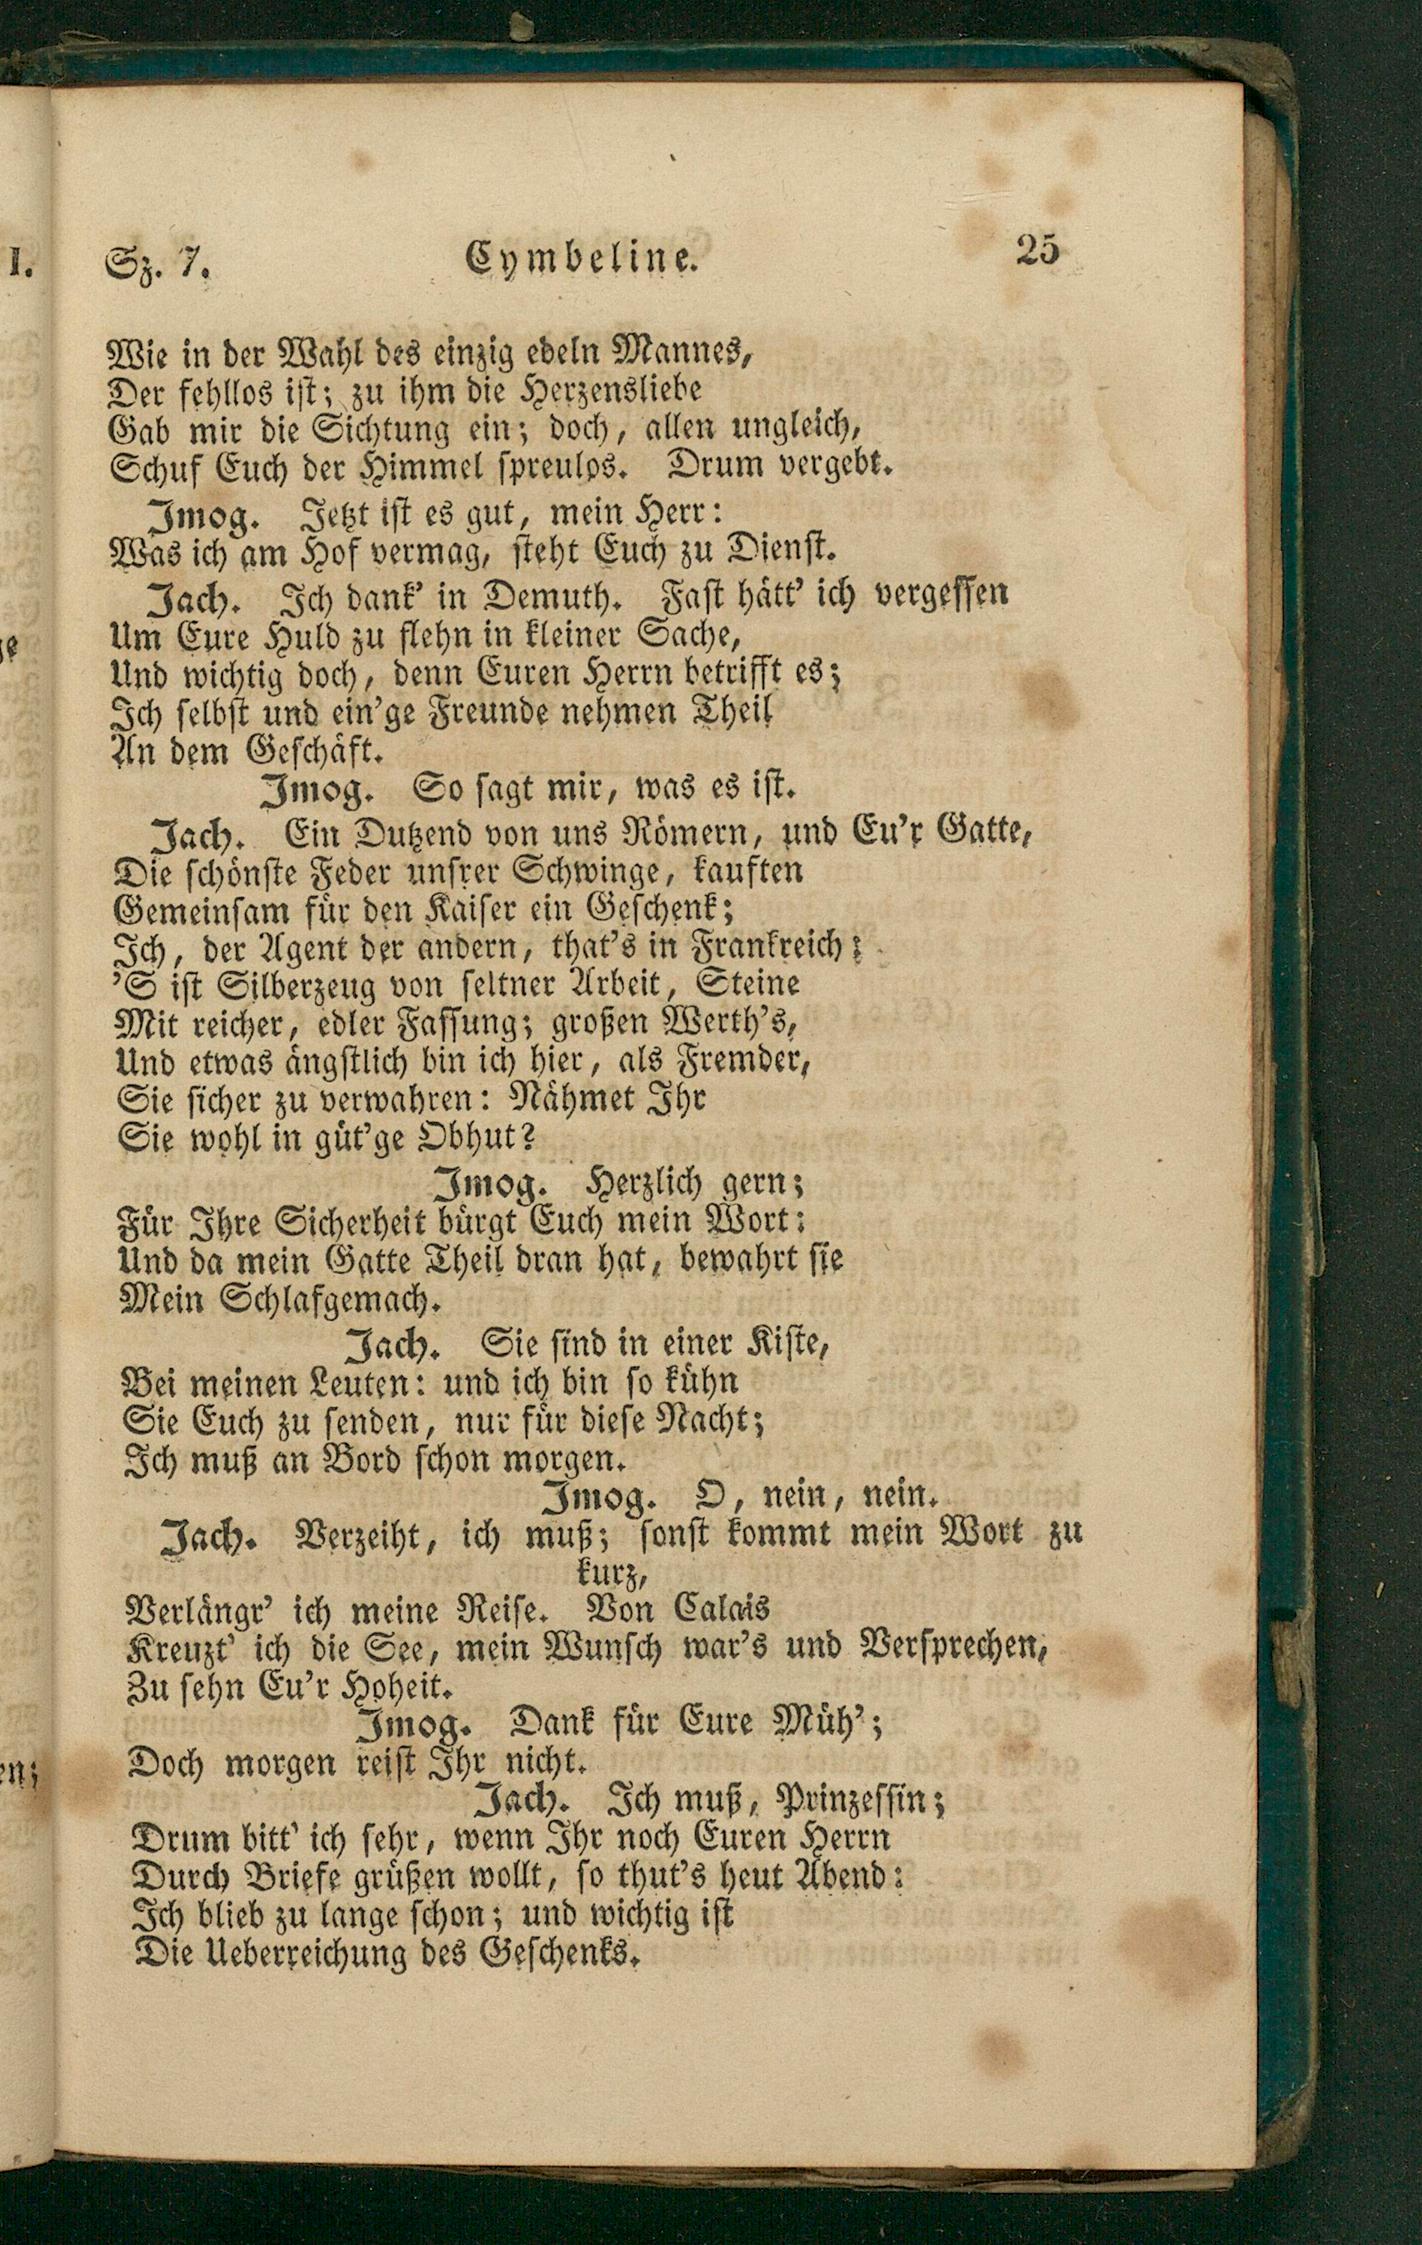 Sz. 7. Cymbeline. 25
Wie in der Wahl des einzig edeln Mannes,
Der fehllos ist; zu ihm die Herzensliebe
Gab mir die Sichtung ein; doch, allen ungleich,
Schuf Euch der Himmel spreulos. Drum vergebt.
Imog. Jetzt ist es gut, mein Herr:
Was ich am Hof vermag, steht Euch zu Dienst.
Jach. Ich dank' in Demuth. Fast hätt' ich vergessen
Um Eure Huld zu flehn in kleiner Sache,
Und wichtig doch, denn Euren Herrn betrifft es;
Ich selbst und ein'ge Freunde nehmen Theil
An dem Geschäft.
Imog. So sagt mir, was es ist.
Jach. Ein Dutzend von uns Römern, und Eu'r Gatte,
Die schönste Feder unsrer Schwinge, kauften
Gemeinsam für den Kaiser ein Geschenk;
Ich, der Agent der andern, that's in Frankreich;
'S ist Silberzeug von seltner Arbeit, Steine
Mit reicher, edler Fassung; großen Werth's,
Und etwas ängstlich bin ich hier, als Fremder,
Sie sicher zu verwahren: Nähmet Ihr
Sie wohl in güt'ge Obhut?
Imog. Herzlich gern;
Für Ihre Sicherheit bürgt Euch mein Wort:
Und da mein Gatte Theil dran hat, bewahrt sie
Mein Schlafgemach.
Jach. Sie sind in einer Kiste,
Bei meinen Leuten: und ich bin so kühn
Sie Euch zu senden, nur für diese Nacht;
Ich muß an Bord schon morgen.
Imog. O, nein, nein.
Jach. Verzeiht, ich muß; sonst kommt mein Wort zu
kurz,
Verlängr' ich meine Reise. Von Calais
Kreuzt' ich die See, mein Wunsch war's und Versprechen,
Zu sehn Eu'r Hoheit.
Imog. Dank für Eure Müh';
Doch morgen reist Ihr nicht.
Jach. Ich muß, Prinzessin;
Drum bitt' ich sehr, wenn Ihr noch Euren Herrn
Durch Briefe grüßen wollt, so thut's heut Abend:
Ich blieb zu lange schon; und wichtig ist
Die Ueberreichung des Geschenks.